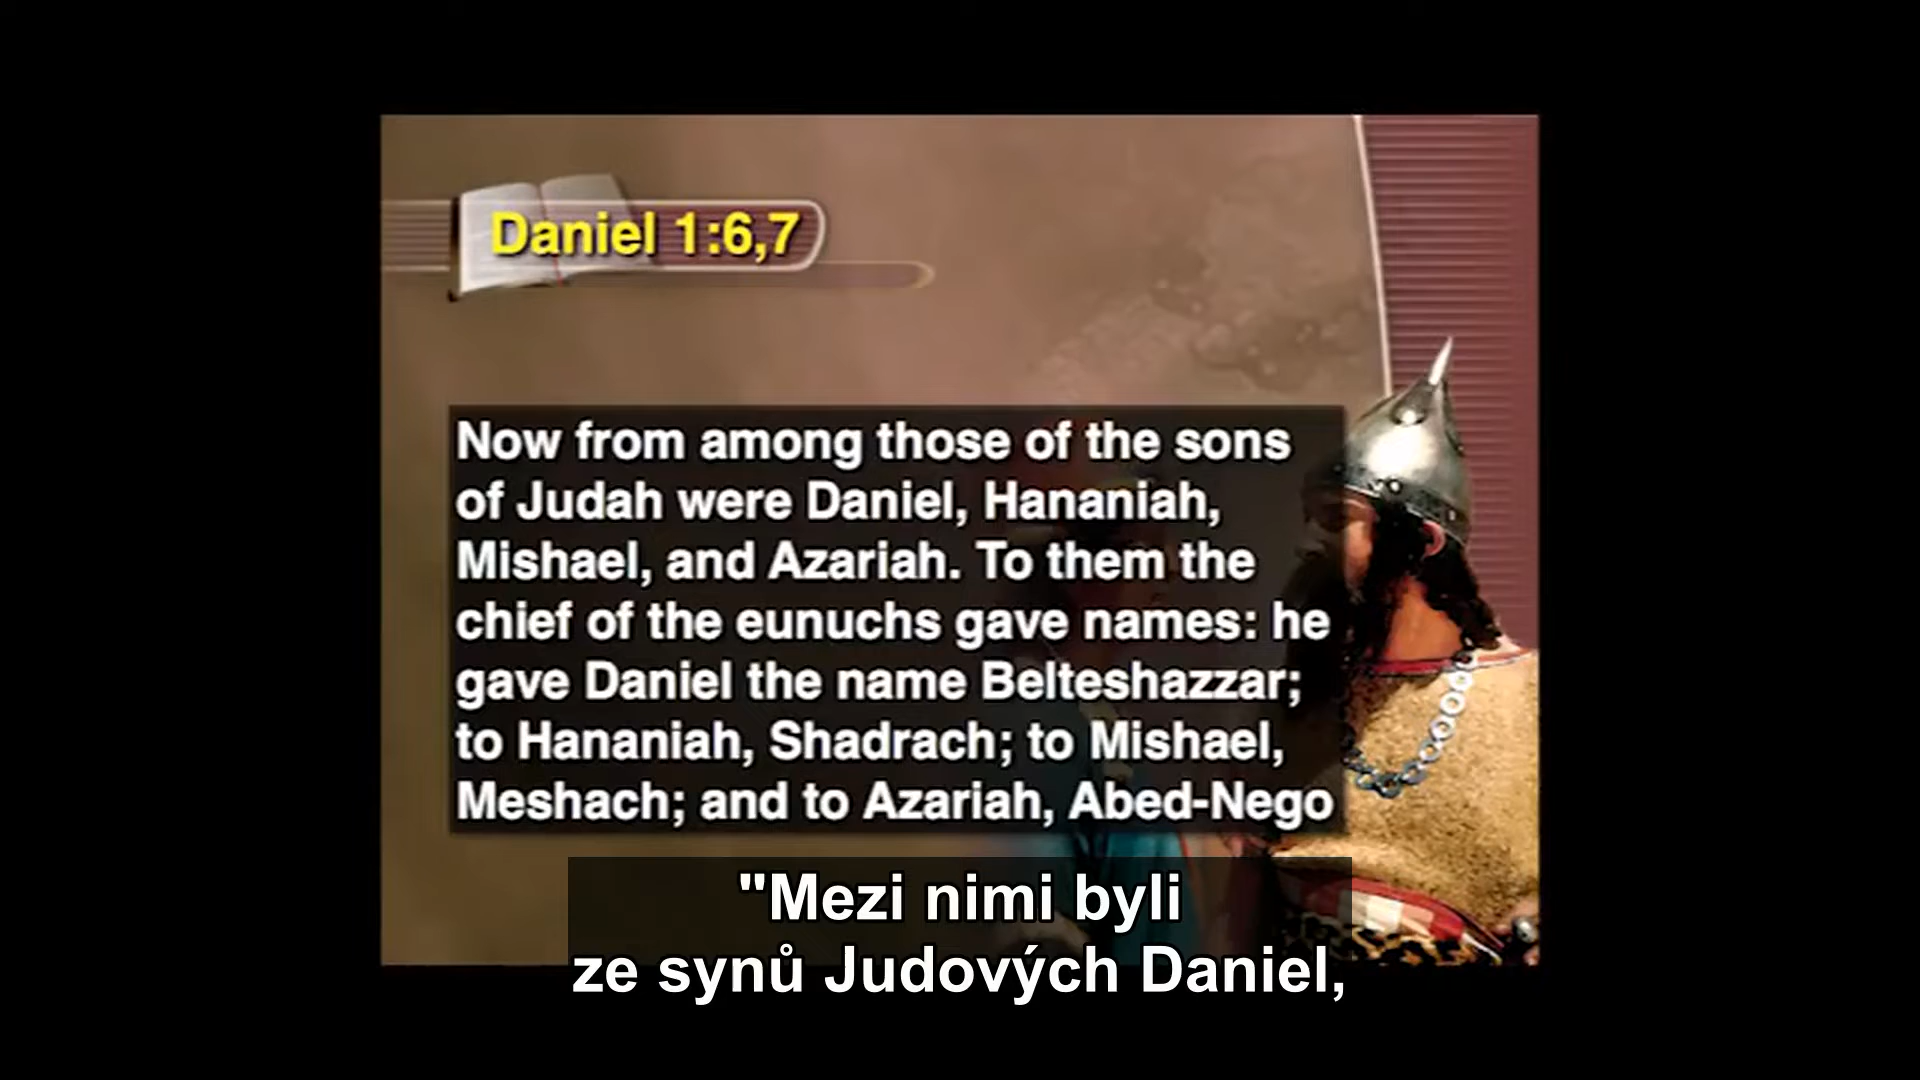 Daniel 1:6,7
Now from among those of the sons
of Judah were Daniel, Hananiah,
Mishael, and Azariah. To them the
chief of the eunuchs gave names: he
gave Daniel the name Belteshazzar;
to Hananiah, Shadrach; to Mishael,
Meshach; and to Azariah, Abed-Nego
"Mezi nimi byli
ze synů Judových Daniel,